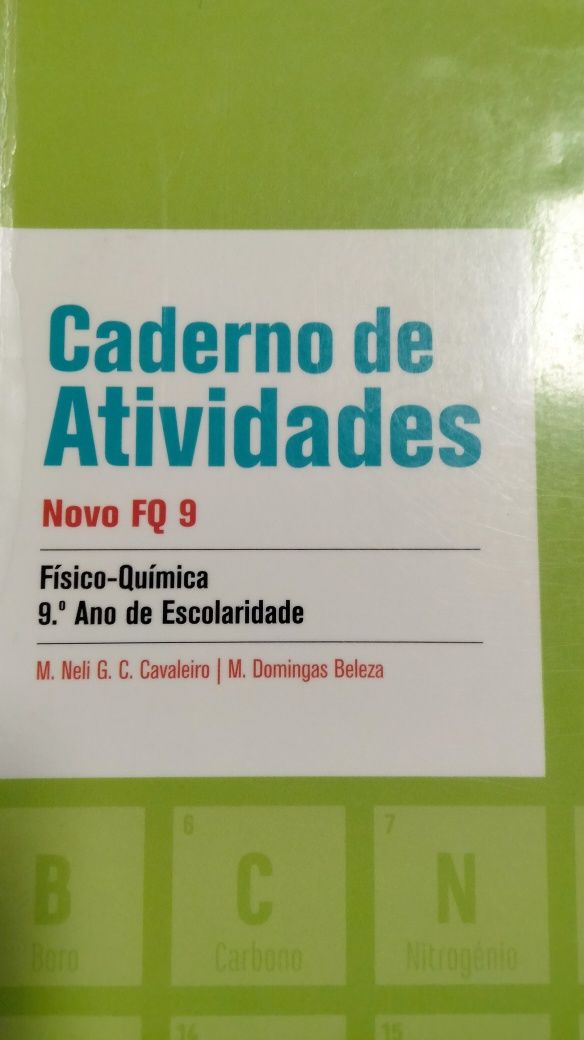 Caderno de
Atividades
Novo FQ 9
Físico-Química
9.º Ano de Escolaridade
M. Neli G. C. Cavaleiro | M. Domingas Beleza
6 7
B C N
Boro Carbono Nitrogénio
14 15